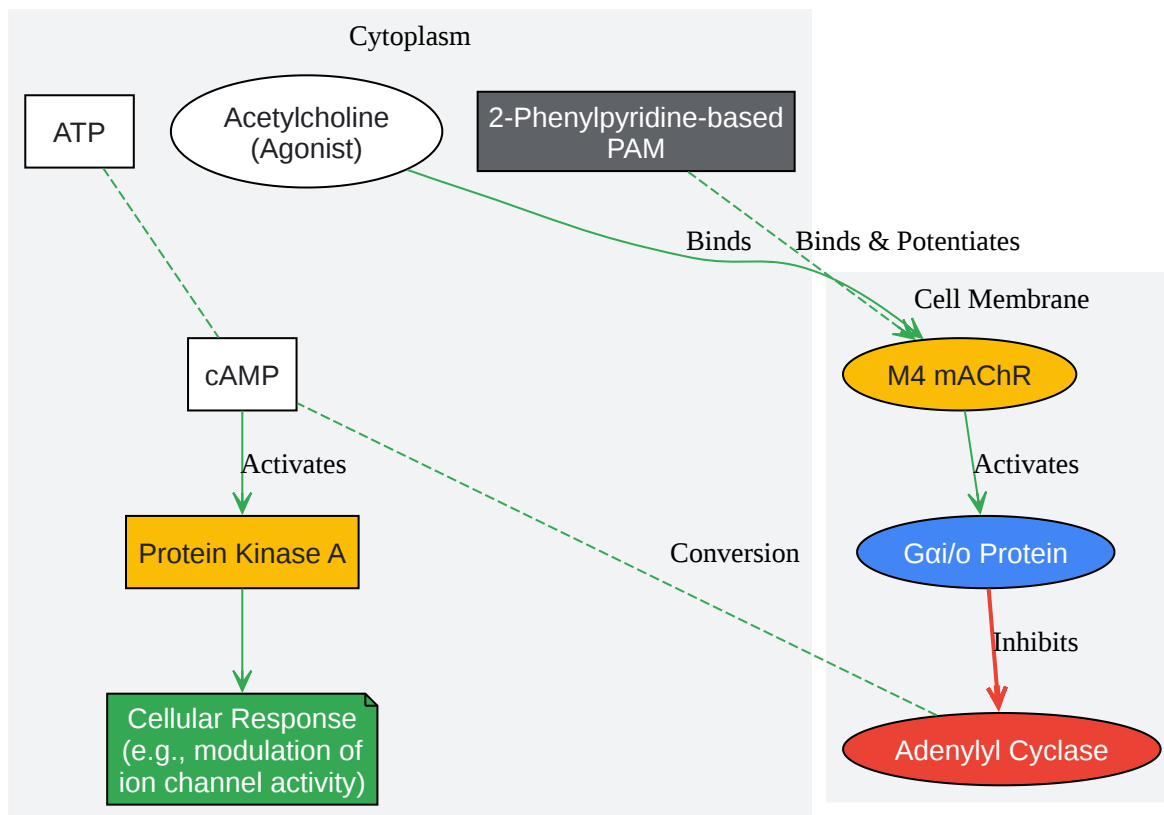 Cytoplasm
ATP
Acetylcholine
(Agonist)
2-Phenylpyridine-based
PAM
Binds
Binds & Potentiates
Cell Membrane
cAMP
M4 mAChR
Activates
Activates
Protein Kinase A
Conversion
Gαi/o Protein
Inhibits
Cellular Response
(e.g., modulation of
ion channel activity)
Adenylyl Cyclase